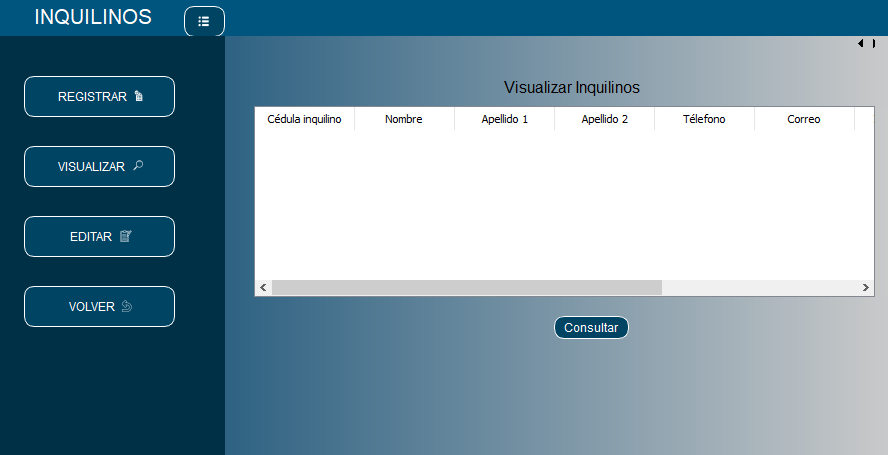 INQUILINOS
REGISTRAR
VISUALIZAR
EDITAR
VOLVER
Visualizar Inquilinos
Cédula inquilino Nombre Apellido 1 Apellido 2 Télefono Correo
Consultar